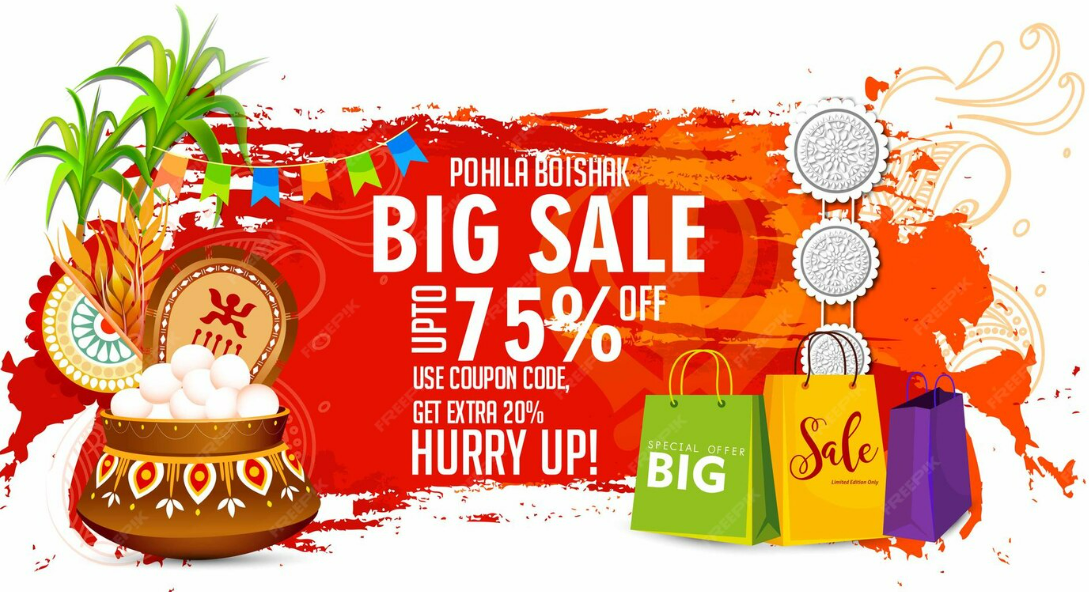 POHILA BOISHAK
BIG SALE
UPTO 75% OFF
USE COUPON CODE,
GET EXTRA 20%
HURRY UP!
SPECIAL OFFER
BIG
Sale
Limited Edition Only
FREEPIK